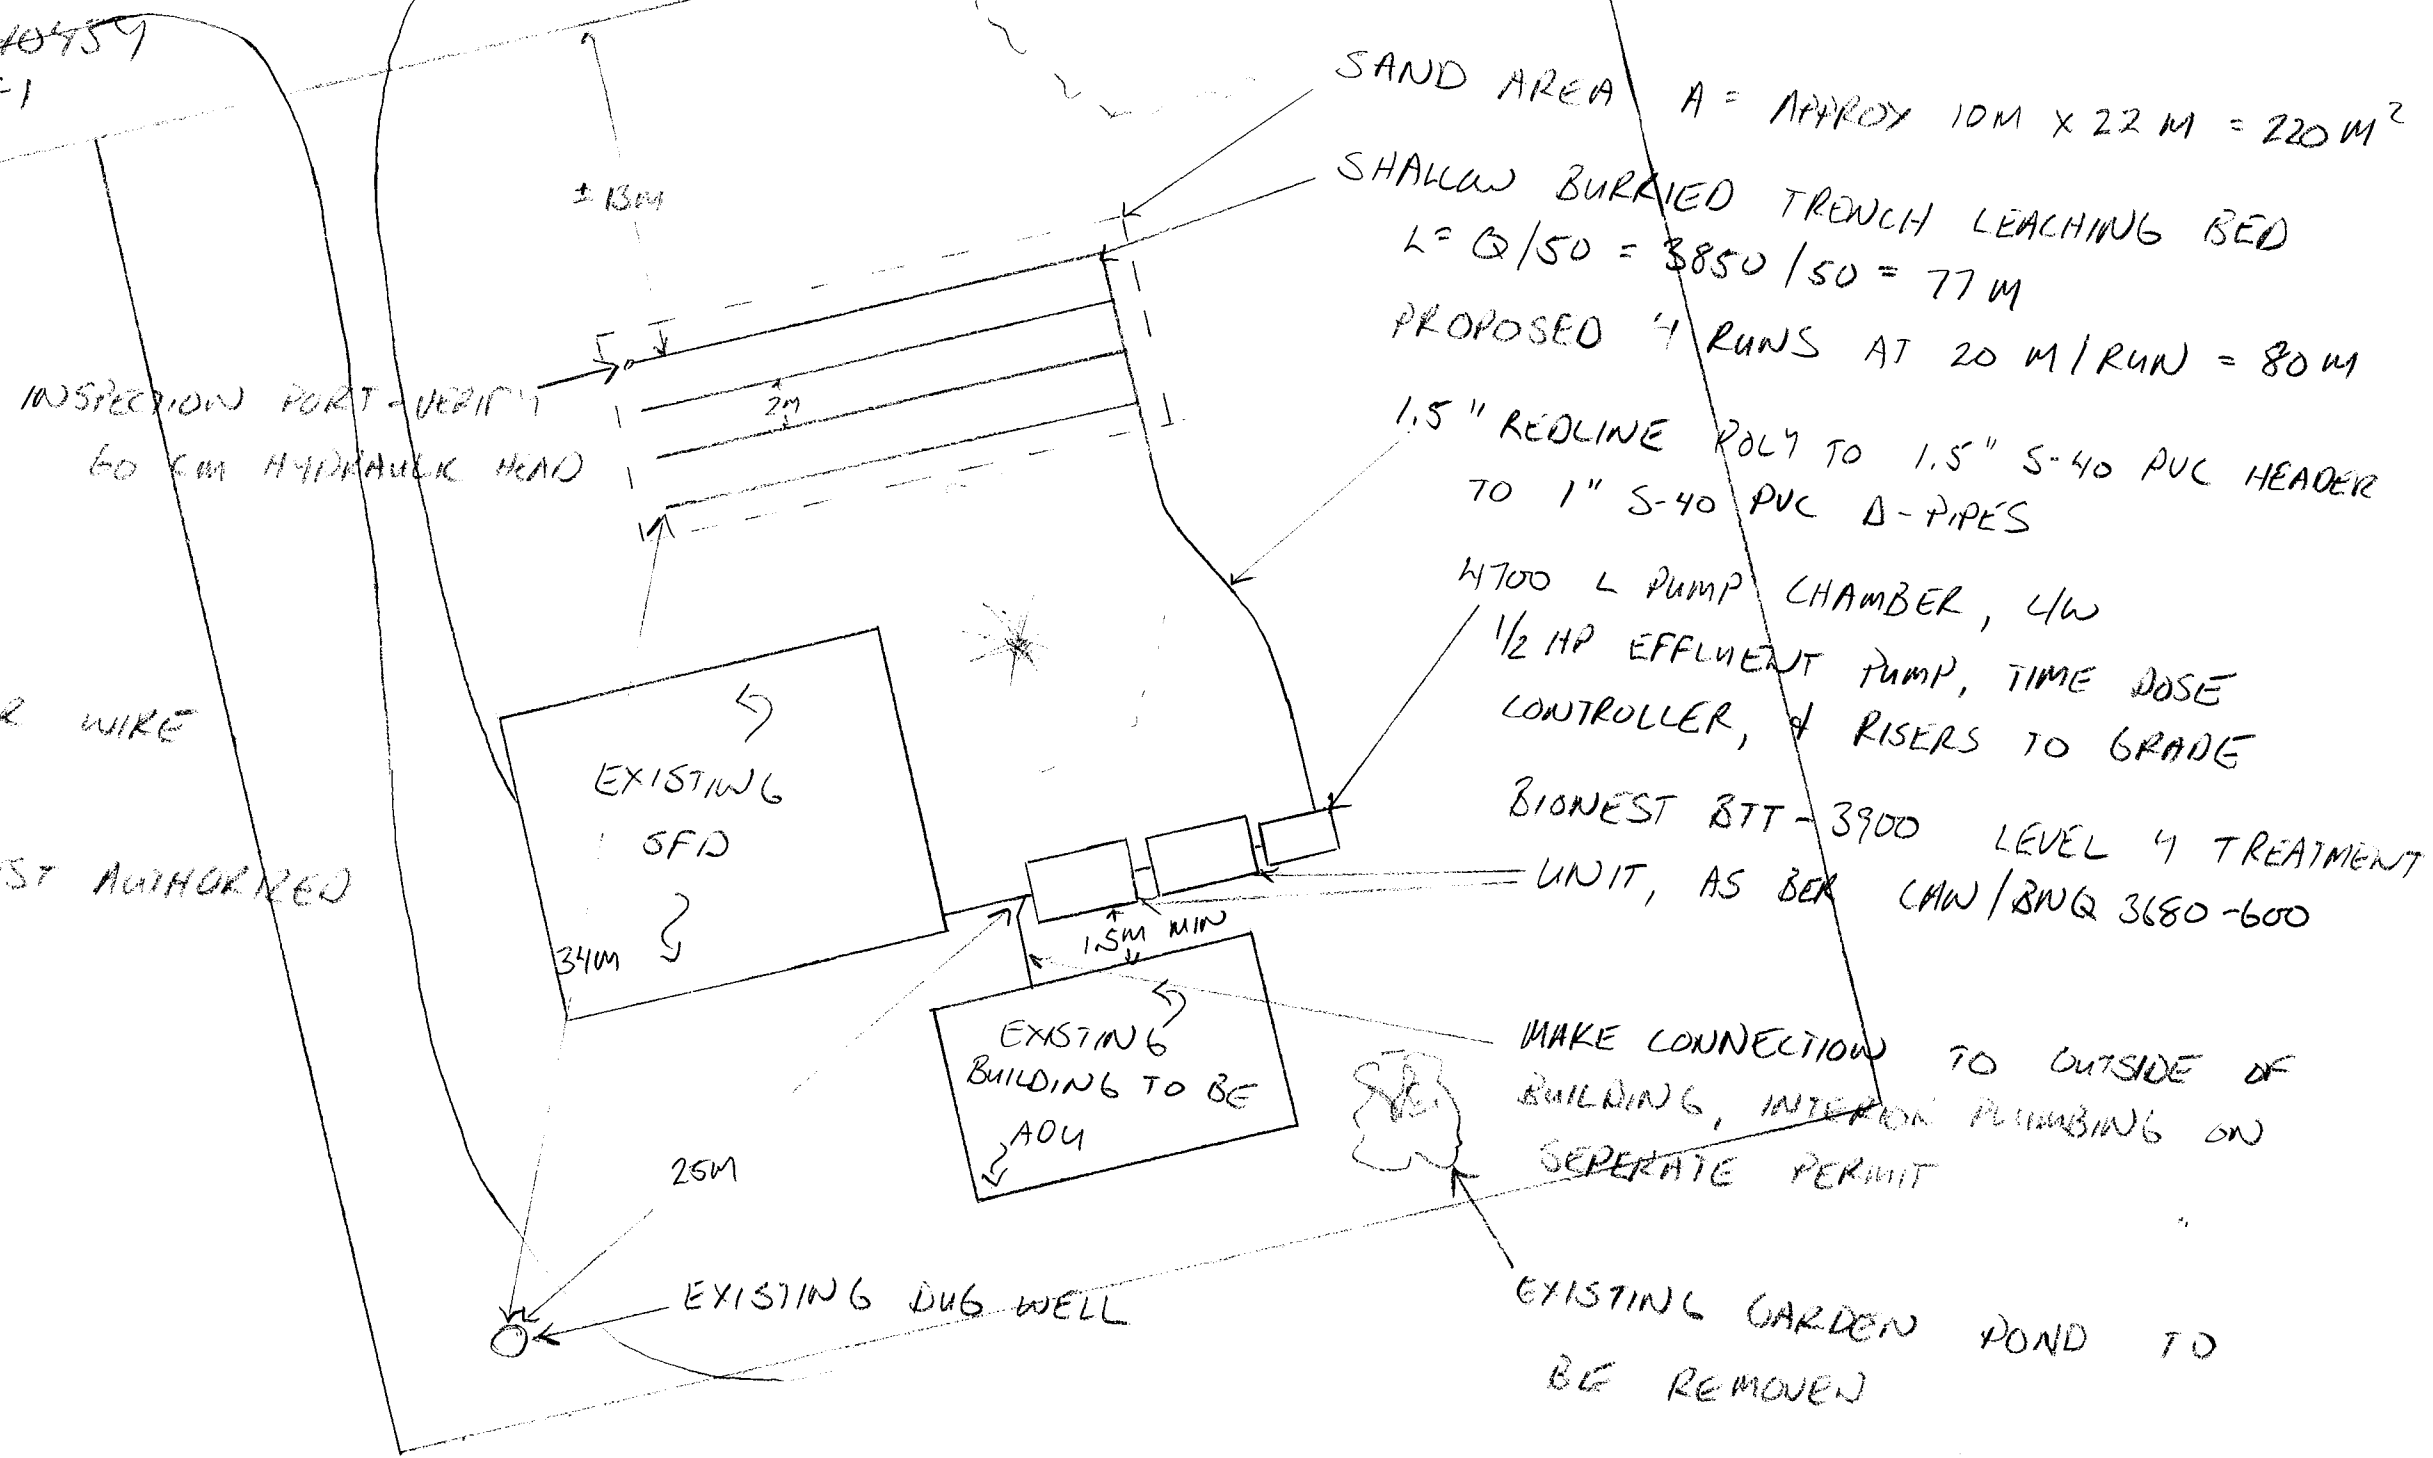 SAND AREA A = APPROX 10M X 22 M = 220 M²
SHALLOW BURRIED TRENCH LEACHING BED
L = Q/50 = 3850/50 = 77 M
PROPOSED 4 RUNS AT 20 M/RUN = 80 M
1.5" REDLINE POLY TO 1.5" S-40 PVC HEADER
TO 1" S-40 PVC D-PIPES
4700 L PUMP CHAMBER, C/W
1/2 HP EFFLUENT PUMP, TIME DOSE
CONTROLLER, & RISERS TO GRADE
BIONEST BTT-3900 LEVEL 4 TREATMENT
UNIT, AS PER CAN/BNQ 3680-600
MAKE CONNECTION TO OUTSIDE OF
BUILDING, INTERIOR PLUMBING ON
SEPERATE PERMIT
EXISTING GARDEN POND TO
BE REMOVED
± 13M
2M
INSPECTION PORT - VERIFY
60 CM HYDRAULIC HEAD
R WIRE
ST AUTHORIZED
EXISTING
SFD
34M
1.5M MIN
EXISTING
BUILDING TO BE
ADU
25M
EXISTING DUG WELL